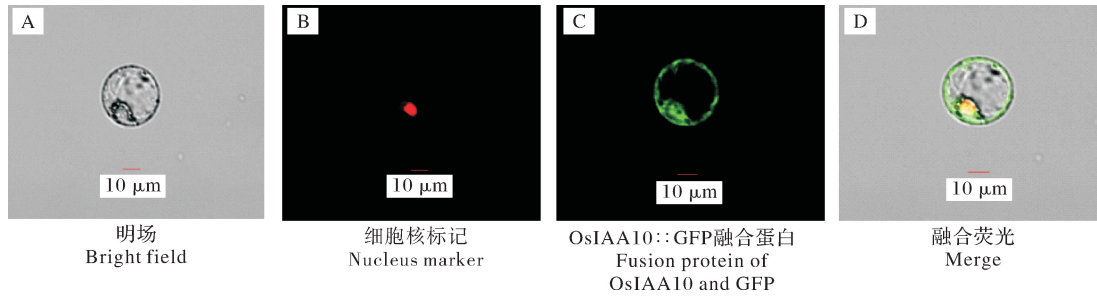 A
B
C
D
10 μm
10 μm
10 μm
10 μm
明场
Bright field
细胞核标记
Nucleus marker
OsIAA10∷GFP融合蛋白
Fusion protein of
OsIAA10 and GFP
融合荧光
Merge